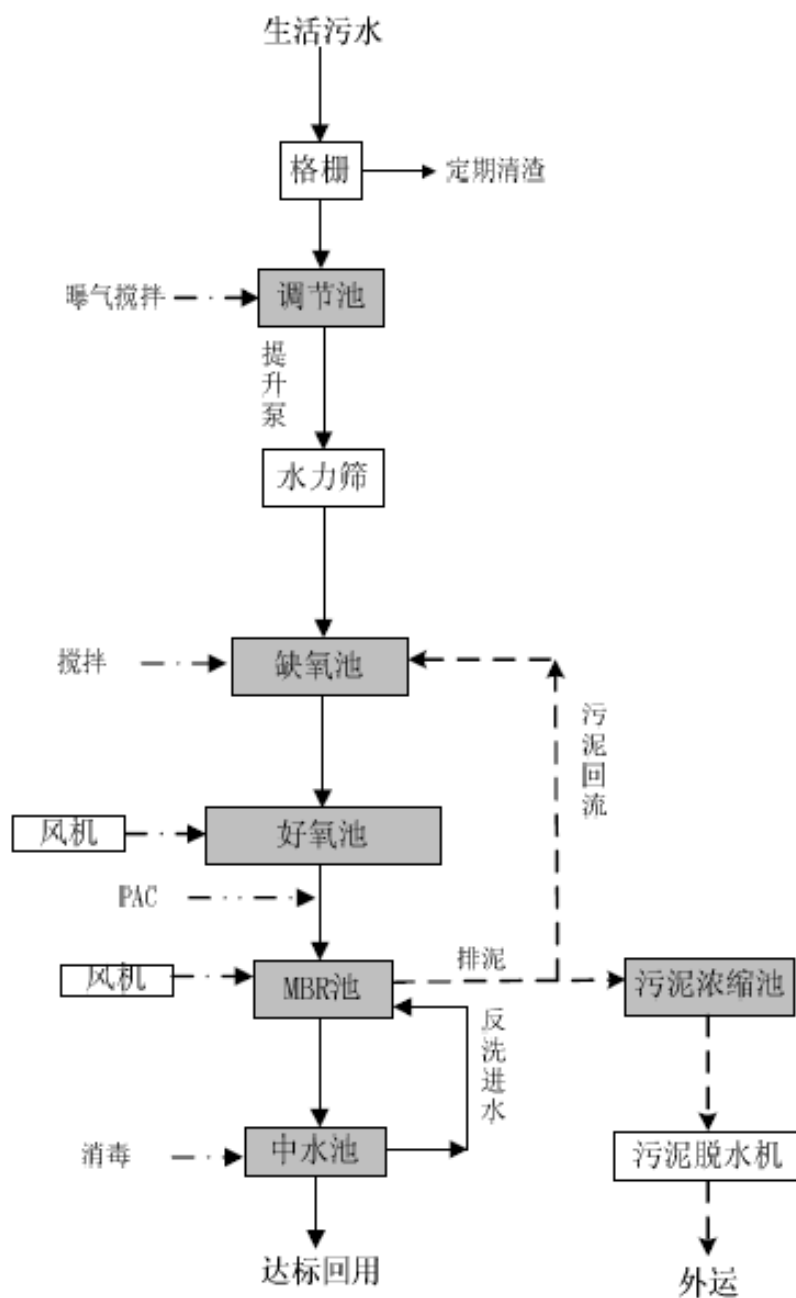 生活污水
格栅
定期清渣
曝气搅拌
调节池
提升泵
水力筛
搅拌
缺氧池
污泥回流
风机
好氧池
PAC
风机
MBR池
排泥
污泥浓缩池
反洗进水
消毒
中水池
污泥脱水机
达标回用
外运